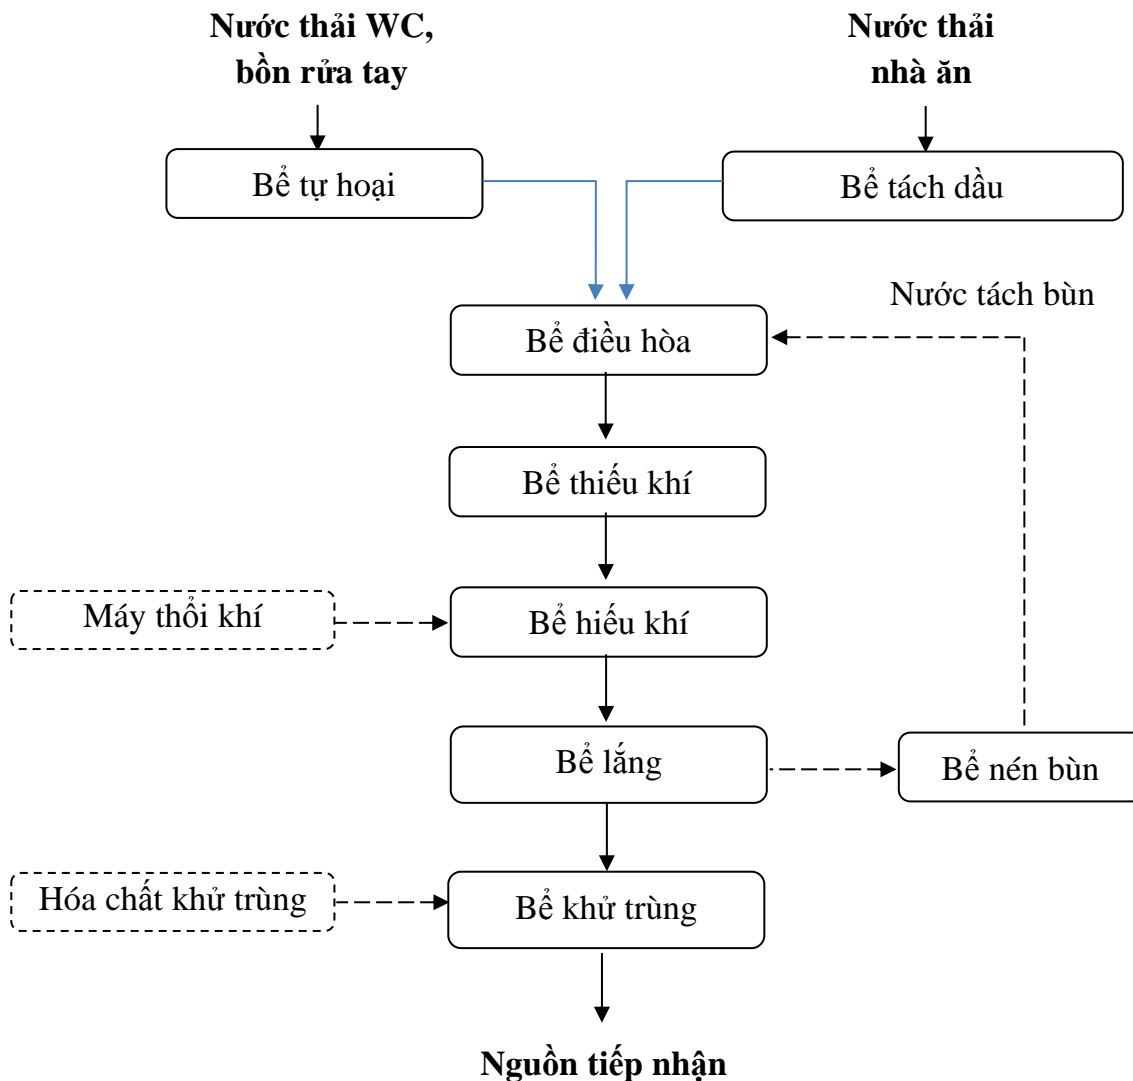 Nước thải WC,
bồn rửa tay
Nước thải
nhà ăn
Bể tự hoại
Bể tách dầu
Nước tách bùn
Bể điều hòa
Bể thiếu khí
Máy thổi khí
Bể hiếu khí
Bể lắng
Bể nén bùn
Hóa chất khử trùng
Bể khử trùng
Nguồn tiếp nhận